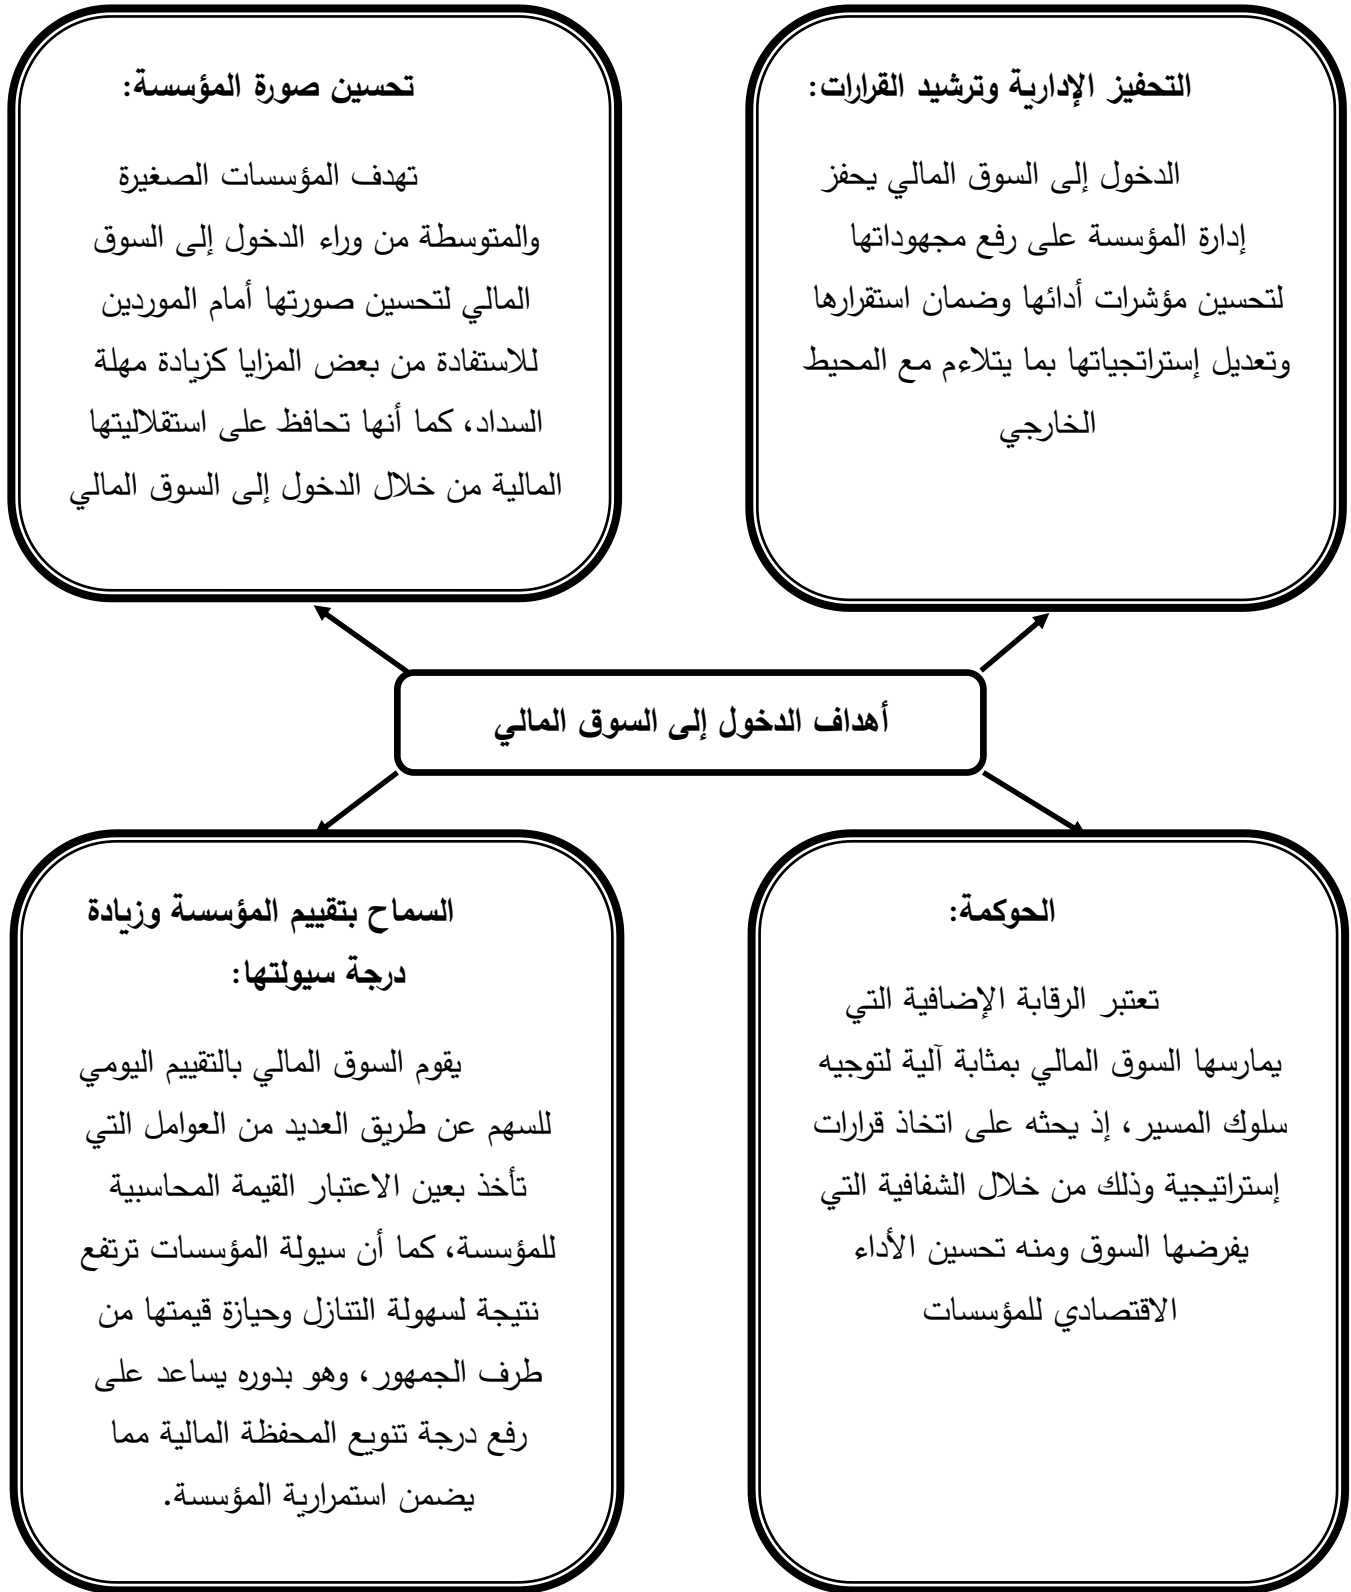 التحفيز الإدارية وترشيد القرارات:
الدخول إلى السوق المالي يحفز
إدارة المؤسسة على رفع مجهوداتها
لتحسين مؤشرات أدائها وضمان استقرارها
وتعديل إستراتجياتها بما يتلاءم مع المحيط
الخارجي
تحسين صورة المؤسسة:
تهدف المؤسسات الصغيرة
والمتوسطة من وراء الدخول إلى السوق
المالي لتحسين صورتها أمام الموردين
للاستفادة من بعض المزايا كزيادة مهلة
السداد، كما أنها تحافظ على استقلاليتها
المالية من خلال الدخول إلى السوق المالي
أهداف الدخول إلى السوق المالي
الحوكمة:
تعتبر الرقابة الإضافية التي
يمارسها السوق المالي بمثابة آلية لتوجيه
سلوك المسير، إذ يحثه على اتخاذ قرارات
إستراتيجية وذلك من خلال الشفافية التي
يفرضها السوق ومنه تحسين الأداء
الاقتصادي للمؤسسات
السماح بتقييم المؤسسة وزيادة
درجة سيولتها:
يقوم السوق المالي بالتقييم اليومي
للسهم عن طريق العديد من العوامل التي
تأخذ بعين الاعتبار القيمة المحاسبية
للمؤسسة، كما أن سيولة المؤسسات ترتفع
نتيجة لسهولة التنازل وحيازة قيمتها من
طرف الجمهور، وهو بدوره يساعد على
رفع درجة تنويع المحفظة المالية مما
يضمن استمرارية المؤسسة.